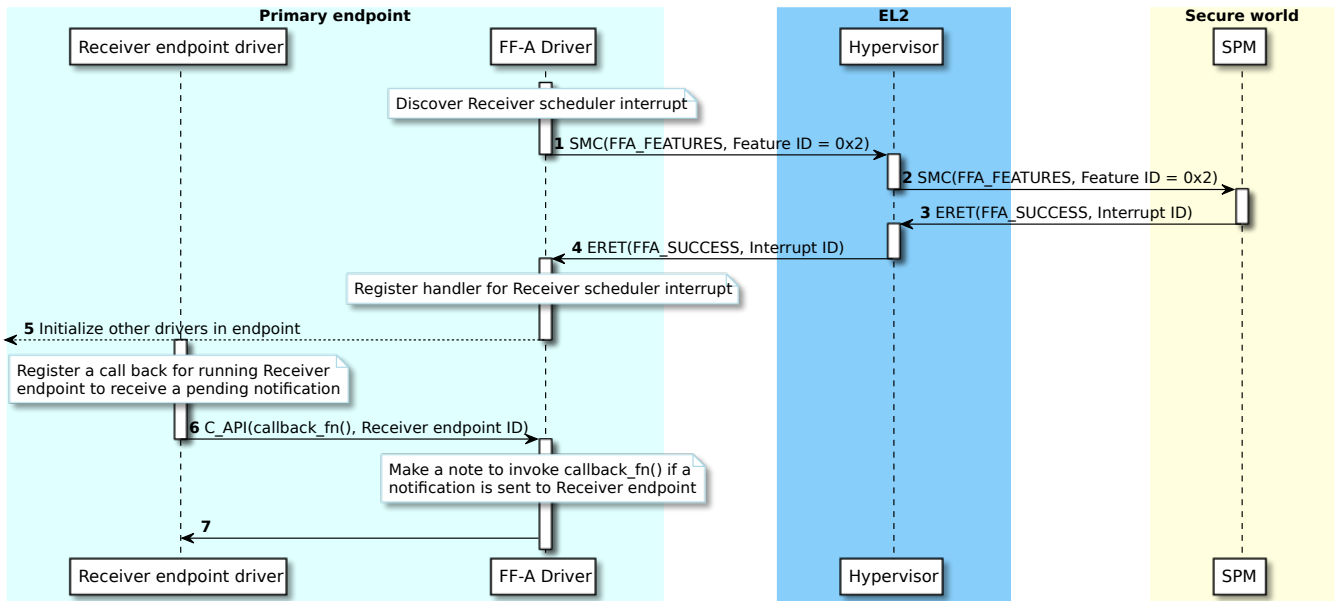 Primary endpoint
EL2
Secure world
Receiver endpoint driver
FF-A Driver
Hypervisor
SPM
Discover Receiver scheduler interrupt
1 SMC(FFA_FEATURES, Feature ID = 0x2)
2 SMC(FFA_FEATURES, Feature ID = 0x2)
3 ERET(FFA_SUCCESS, Interrupt ID)
4 ERET(FFA_SUCCESS, Interrupt ID)
Register handler for Receiver scheduler interrupt
5 Initialize other drivers in endpoint
Register a call back for running Receiver
endpoint to receive a pending notification
6 C_API(callback_fn(), Receiver endpoint ID)
Make a note to invoke callback_fn() if a
notification is sent to Receiver endpoint
7
Receiver endpoint driver
FF-A Driver
Hypervisor
SPM